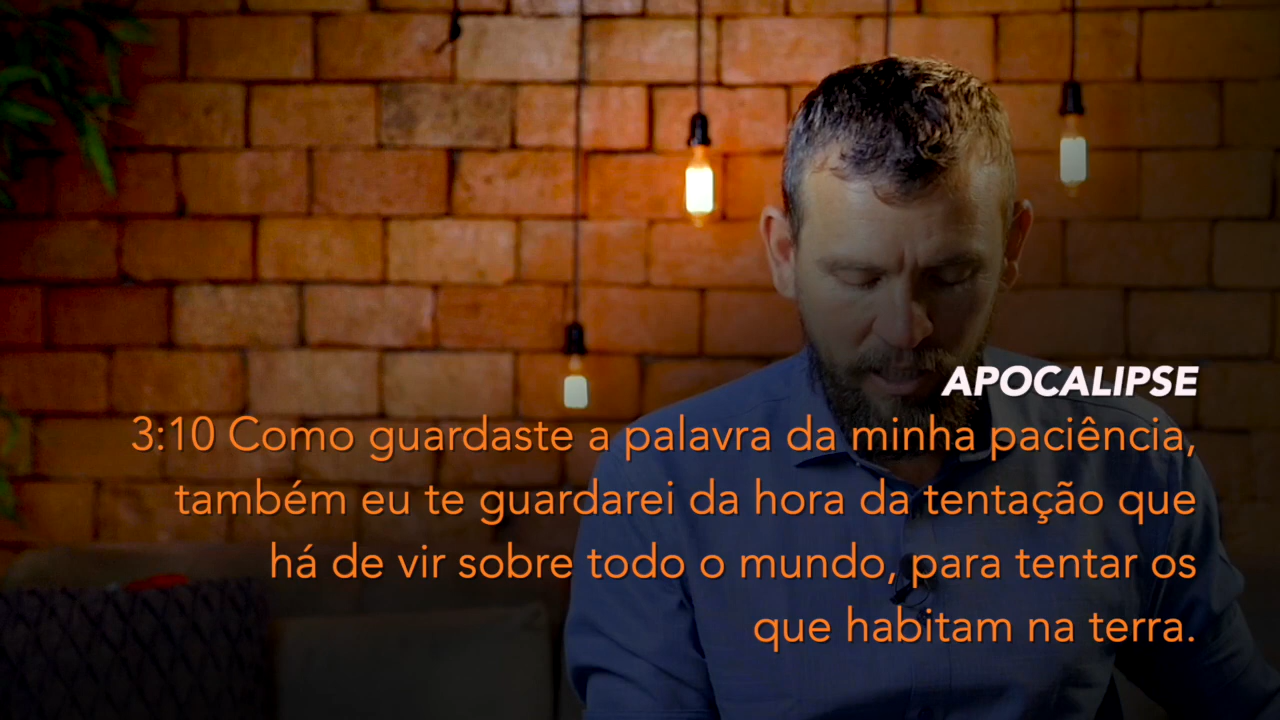 APOCALIPSE
3:10 Como guardaste a palavra da minha paciência,
também eu te guardarei da hora da tentação que
há de vir sobre todo o mundo, para tentar os
que habitam na terra.